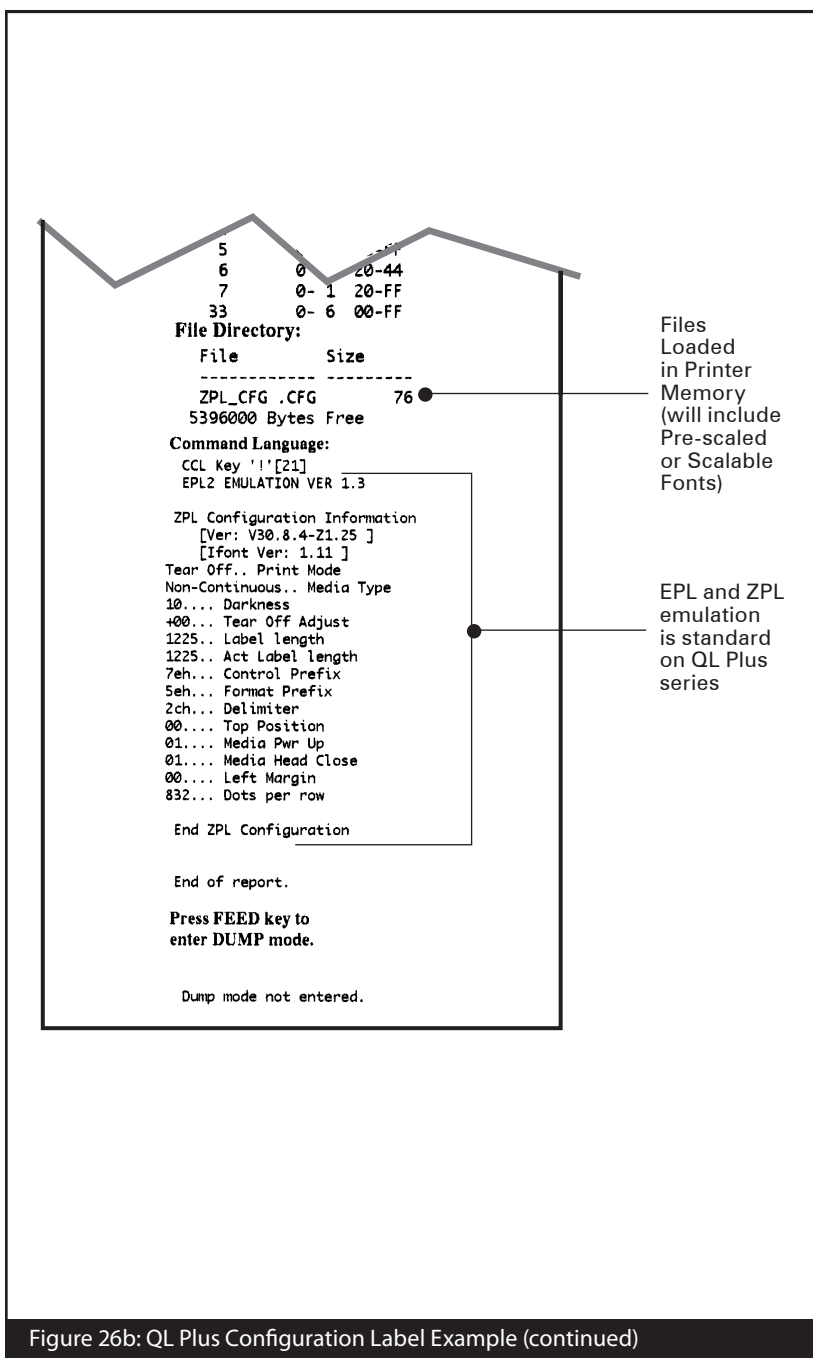 5
6 0 20-44
7 0- 1 20-FF
33 0- 6 00-FF
File Directory:
File Size
------------ ---------
ZPL_CFG .CFG 76
5396000 Bytes Free
Command Language:
CCL Key '!'[21]
EPL2 EMULATION VER 1.3
ZPL Configuration Information
[Ver: V30.8.4-Z1.25 ]
[Ifont Ver: 1.11 ]
Tear Off.. Print Mode
Non-Continuous.. Media Type
10.... Darkness
+00... Tear Off Adjust
1225.. Label length
1225.. Act Label length
7eh... Control Prefix
5eh... Format Prefix
2ch... Delimiter
00.... Top Position
01.... Media Pwr Up
01.... Media Head Close
00.... Left Margin
832... Dots per row
End ZPL Configuration
End of report.
Press FEED key to
enter DUMP mode.
Dump mode not entered.
Files
Loaded
in Printer
Memory
(will include
Pre-scaled
or Scalable
Fonts)
EPL and ZPL
emulation
is standard
on QL Plus
series
Figure 26b: QL Plus Configuration Label Example (continued)